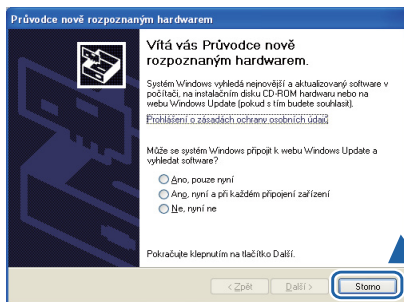 Průvodce nově rozpoznaným hardwarem
Vítá vás Průvodce nově
rozpoznaným hardwarem.
Systém Windows vyhledá nejnovější a aktualizovaný software v
počítači, na instalačním disku CD-ROM hardwaru nebo na
webu Windows Update (pokud s tím budete souhlasit).
Prohlášení o zásadách ochrany osobních údajů
Může se systém Windows připojit k webu Windows Update a
vyhledat software?
Ano, pouze nyní
Ano, nyní a při každém připojení zařízení
Ne, nyní ne
Pokračujte klepnutím na tlačítko Další.
< Zpět
Další >
Storno